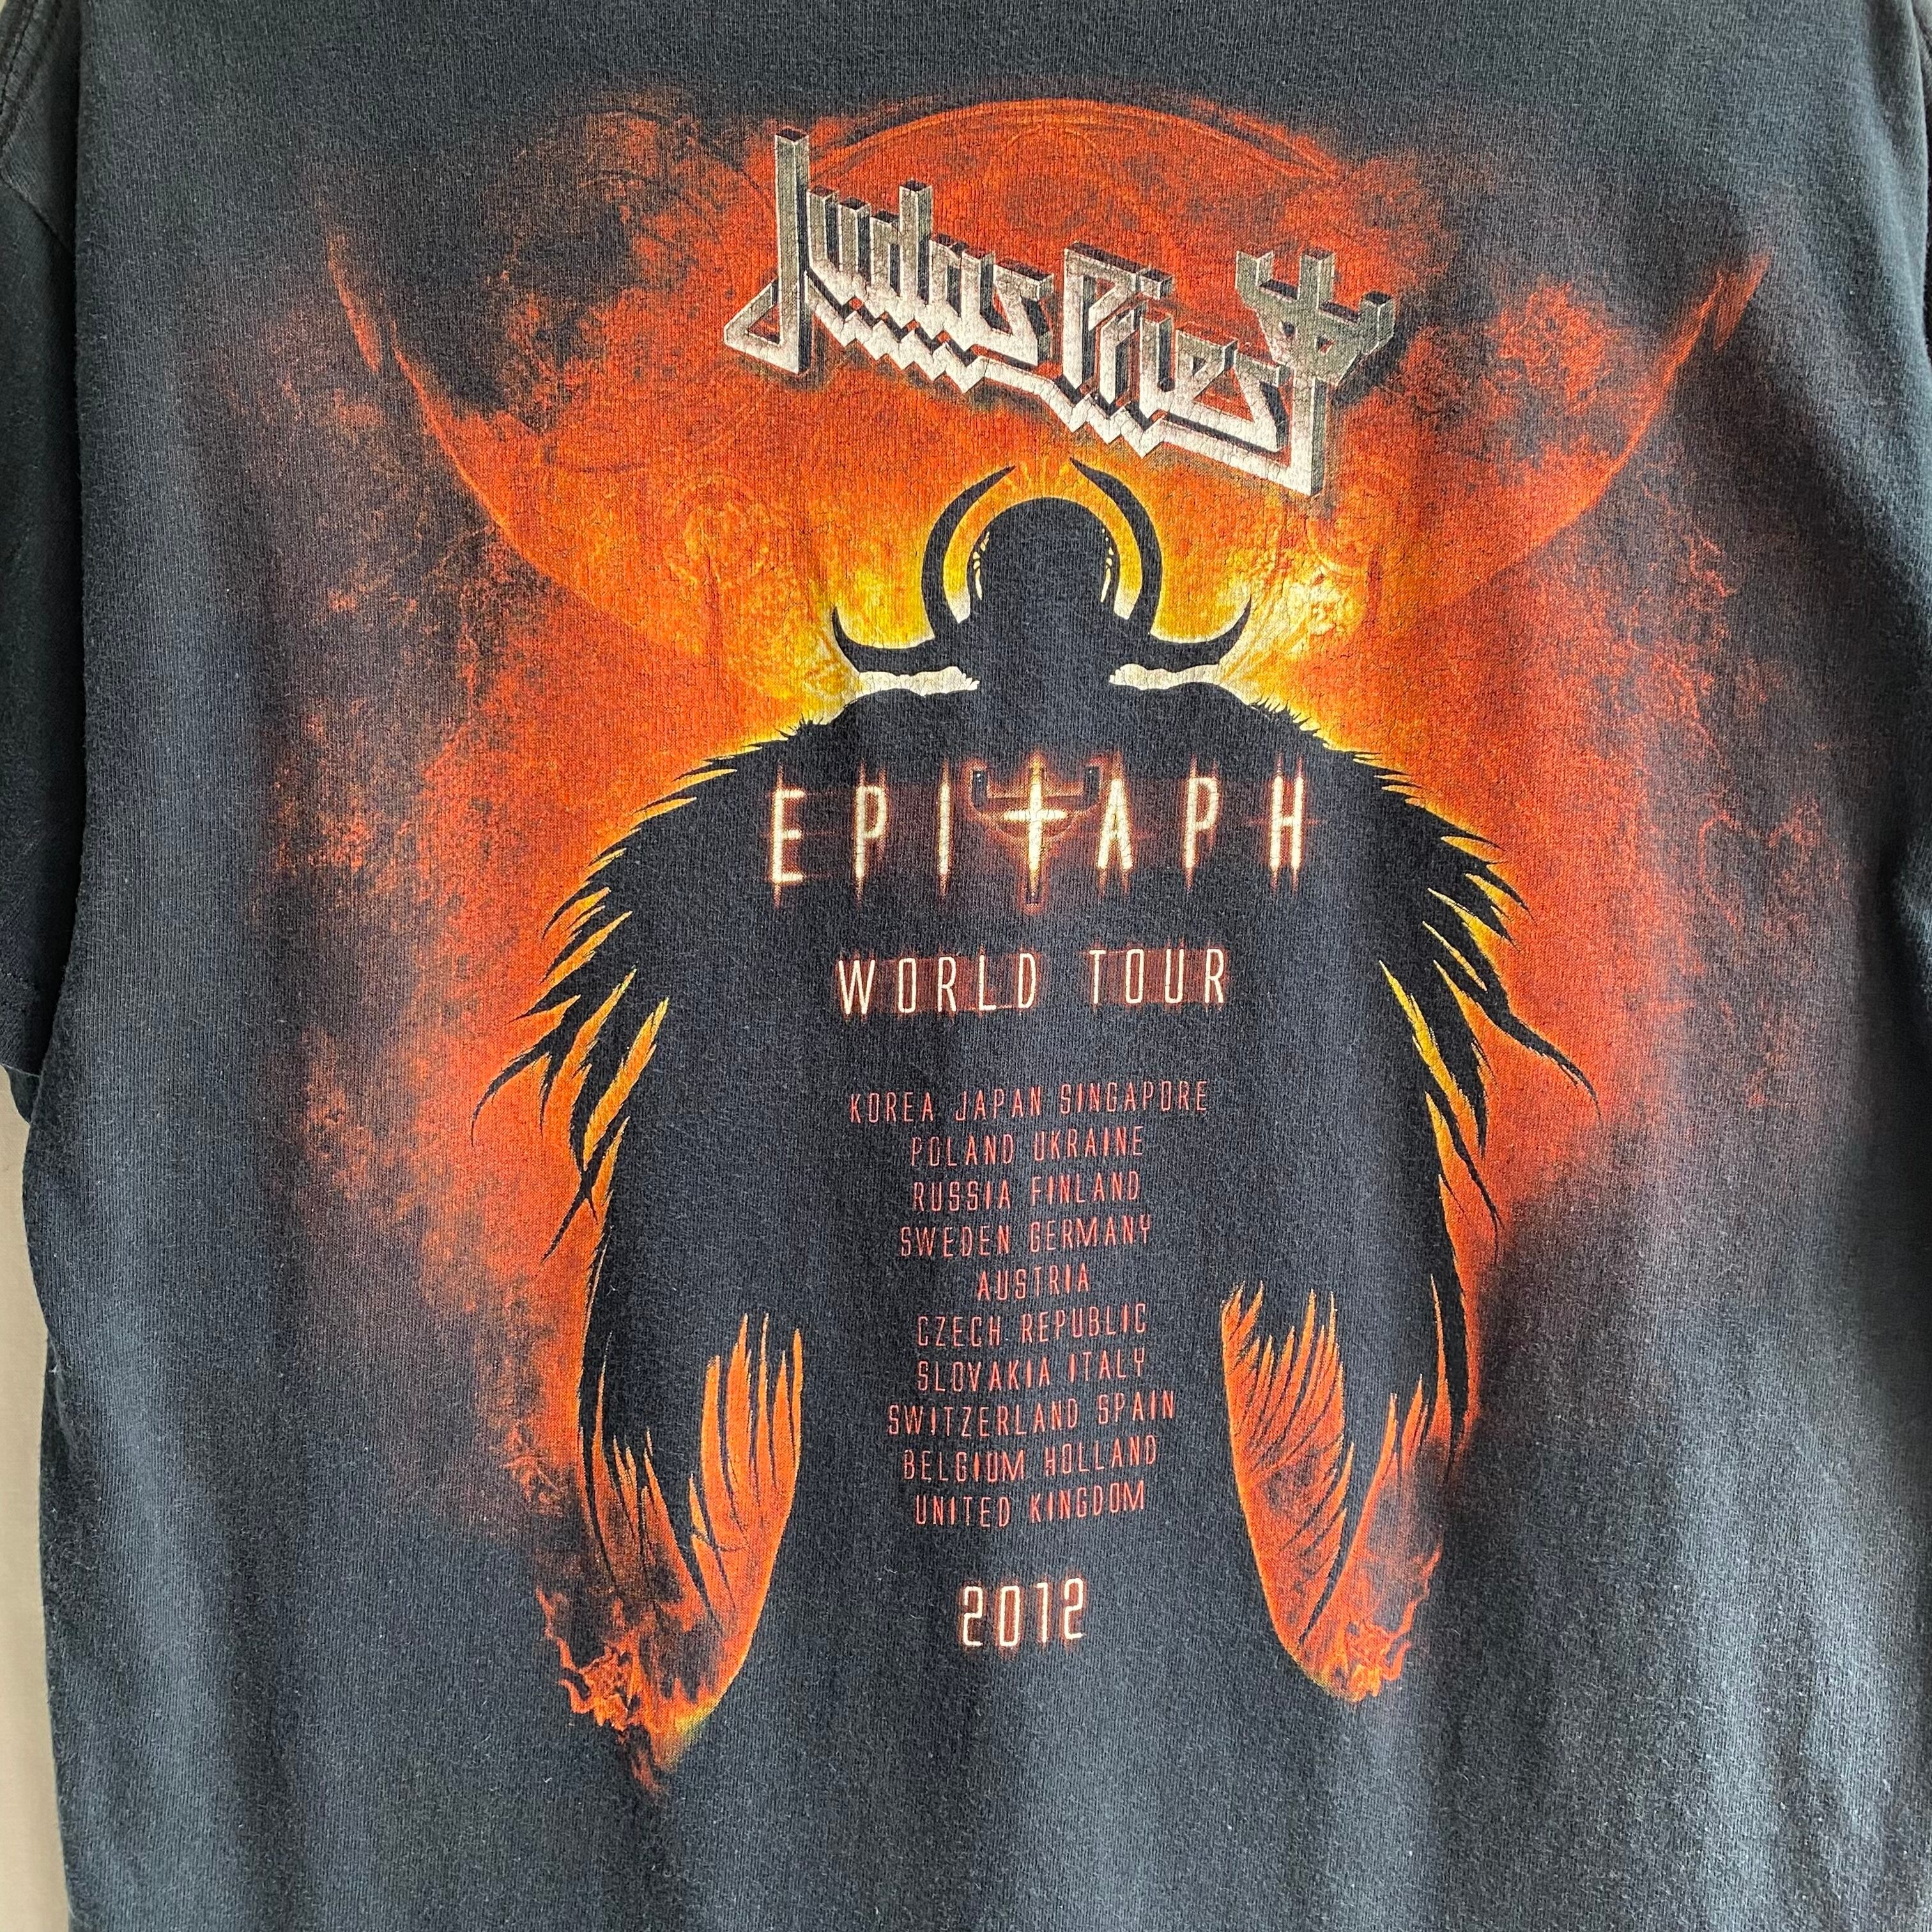 Judas Priest
EPITAPH
WORLD TOUR
KOREA JAPAN SINGAPORE
POLAND UKRAINE
RUSSIA FINLAND
SWEDEN GERMANY
AUSTRIA
CZECH REPUBLIC
SLOVAKIA ITALY
SWITZERLAND SPAIN
BELGIUM HOLLAND
UNITED KINGDOM
2012